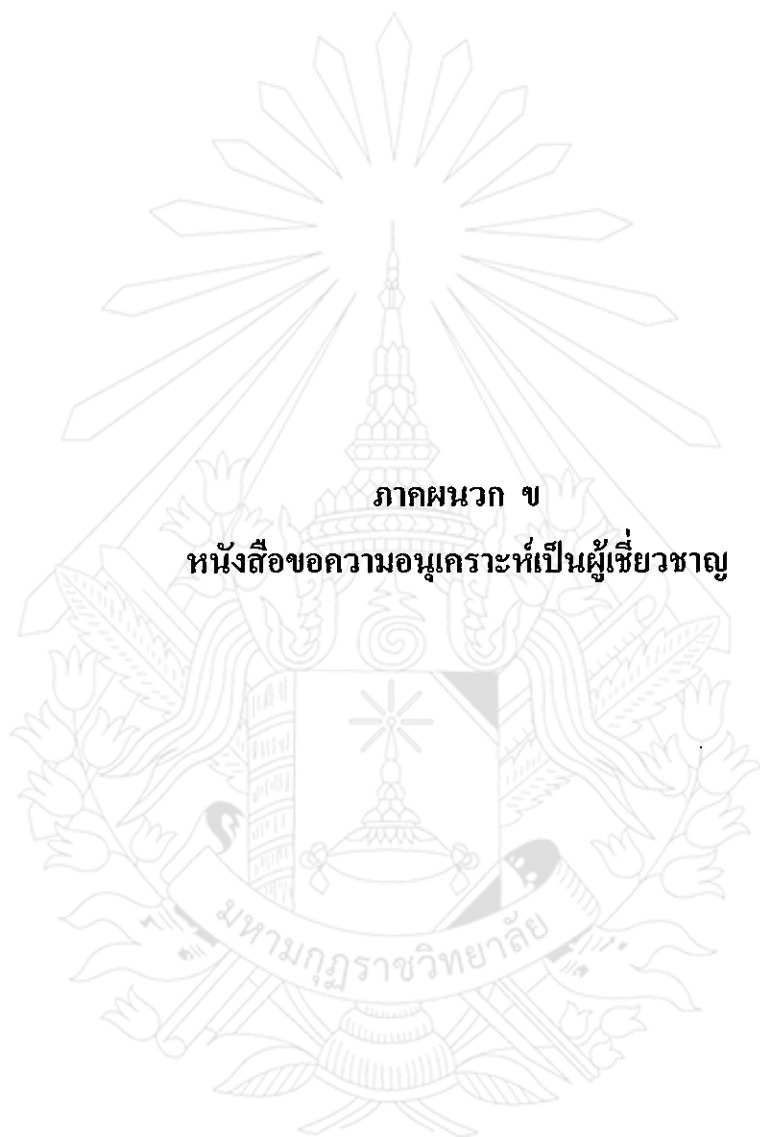 ภาคผนวก ข
หนังสือขอความอนุเคราะห์เป็นผู้เชี่ยวชาญ
มหามกุฏราชวิทยาลัย